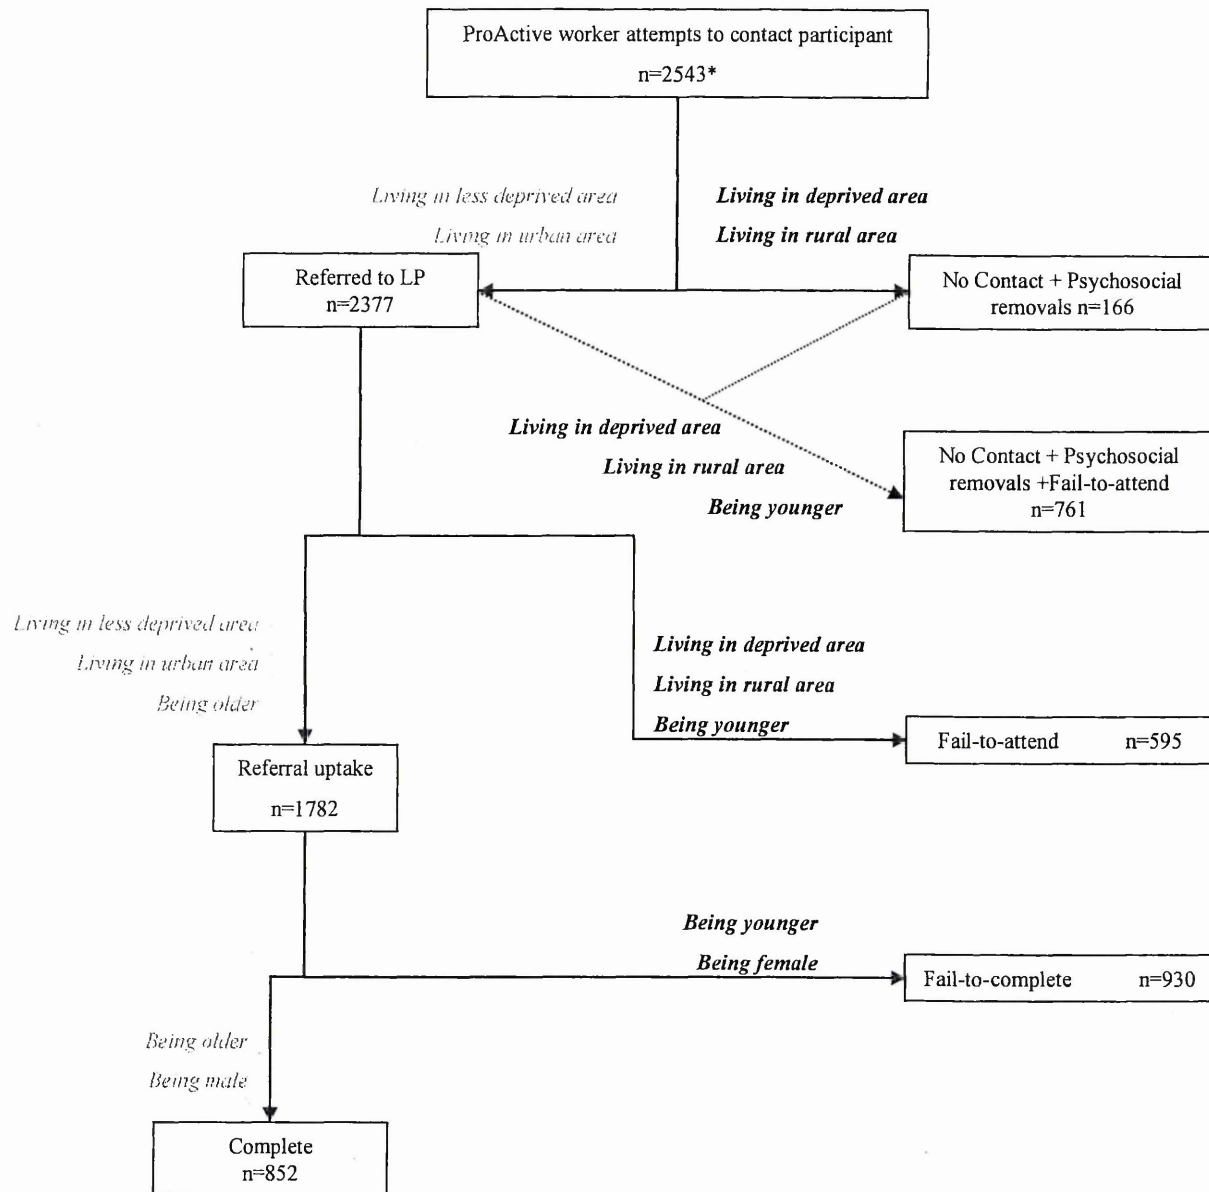 ProActive worker attempts to contact participant
n=2543*
Living in less deprived area
Living in urban area
Living in deprived area
Living in rural area
Referred to LP
n=2377
No Contact + Psychosocial
removals n=166
Living in deprived area
Living in rural area
Being younger
No Contact + Psychosocial
removals +Fail-to-attend
n=761
Living in less deprived area
Living in urban area
Being older
Living in deprived area
Living in rural area
Being younger
Fail-to-attend n=595
Referral uptake
n=1782
Being younger
Being female
Fail-to-complete n=930
Being older
Being male
Complete
n=852